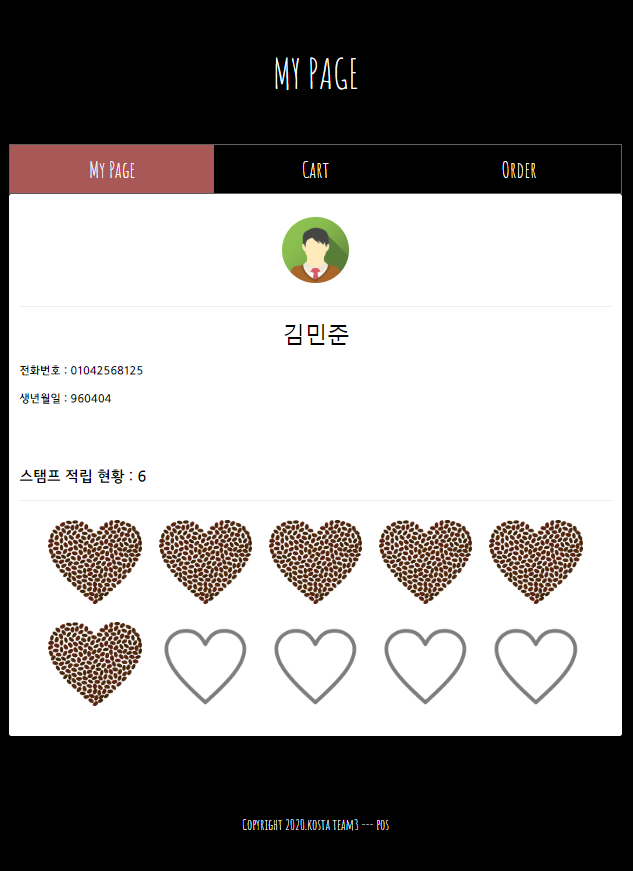 My Page
My Page
Cart
Order
김민준
전화번호 : 01042568125
생년월일 : 960404
스탬프 적립 현황 : 6
Copyright 2020.kosta team3 --- pos